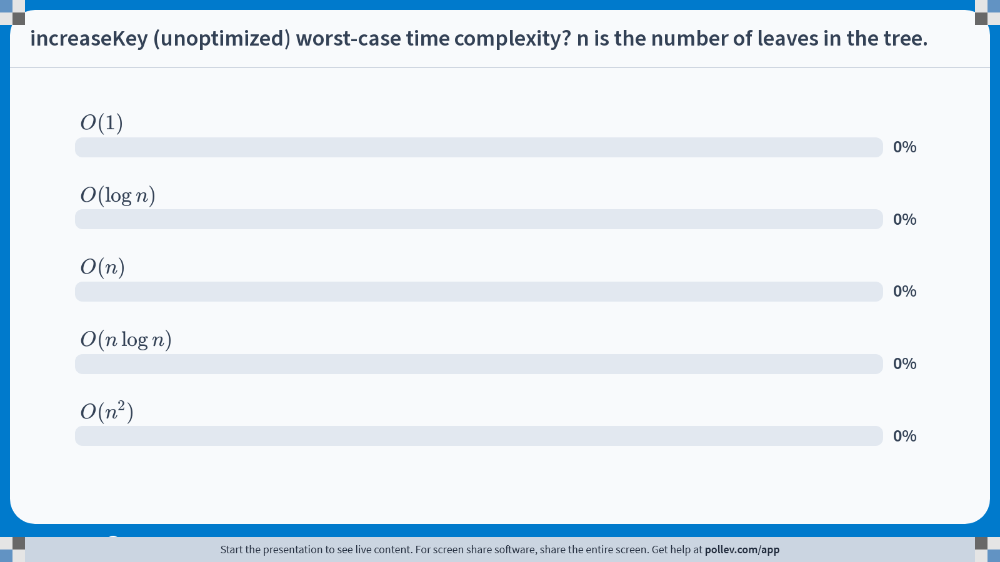 increaseKey (unoptimized) worst-case time complexity? n is the number of leaves in the tree.
O(1)
0%
O(log n)
0%
O(n)
0%
O(n log n)
0%
O(n²)
0%
Start the presentation to see live content. For screen share software, share the entire screen. Get help at pollev.com/app